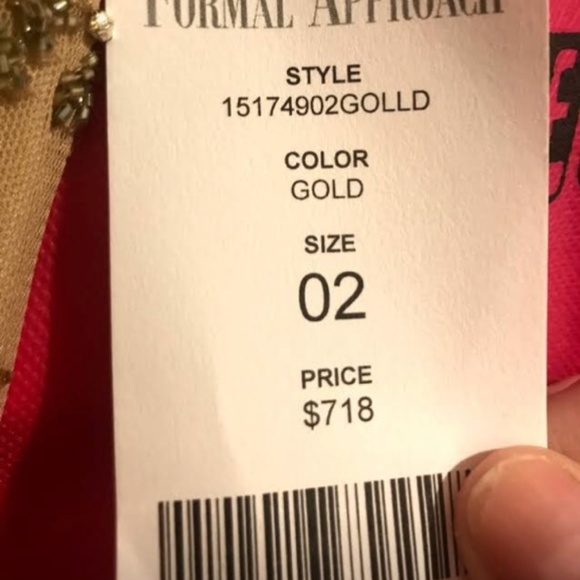 FORMAL APPROACH
STYLE
15174902GOLLD
COLOR
GOLD
SIZE
02
PRICE
$718